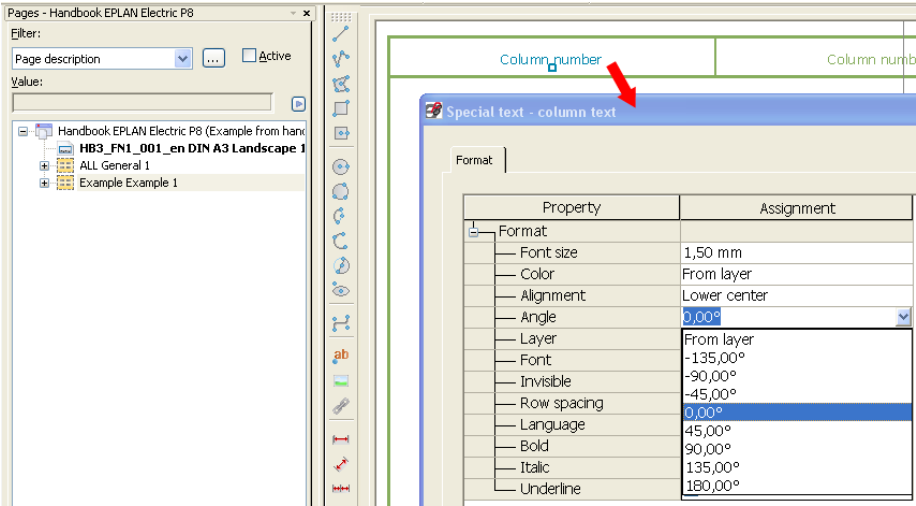 Pages - Handbook EPLAN Electric P8
Filter:
Page description
...
Active
Value:
Handbook EPLAN Electric P8 (Example from hand
HB3_FN1_001_en DIN A3 Landscape 1
ALL General 1
Example Example 1
ab
Column number
Column numb
Special text - column text
Format
Property
Assignment
Format
Font size
1,50 mm
Color
From layer
Alignment
Lower center
Angle
0,00°
Layer
Font
Invisible
Row spacing
Language
Bold
Italic
Underline
From layer
-135,00°
-90,00°
-45,00°
0,00°
45,00°
90,00°
135,00°
180,00°